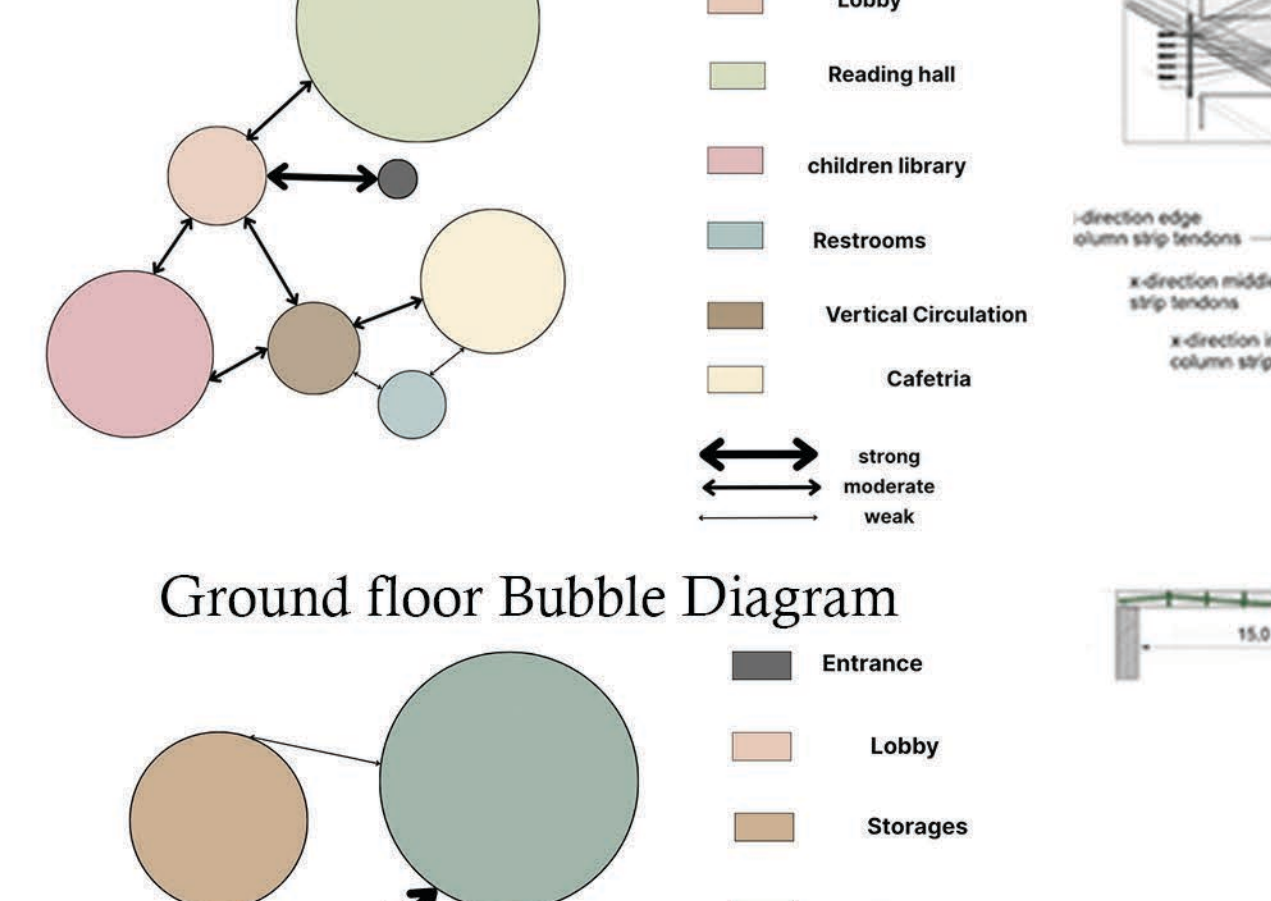 Lobby
Reading hall
children library
Restrooms
Vertical Circulation
Cafetria
strong
moderate
weak
-direction edge
column strip tendons
x-direction middle
strip tendons
x-direction
column strip
Ground floor Bubble Diagram
15.0
Entrance
Lobby
Storages